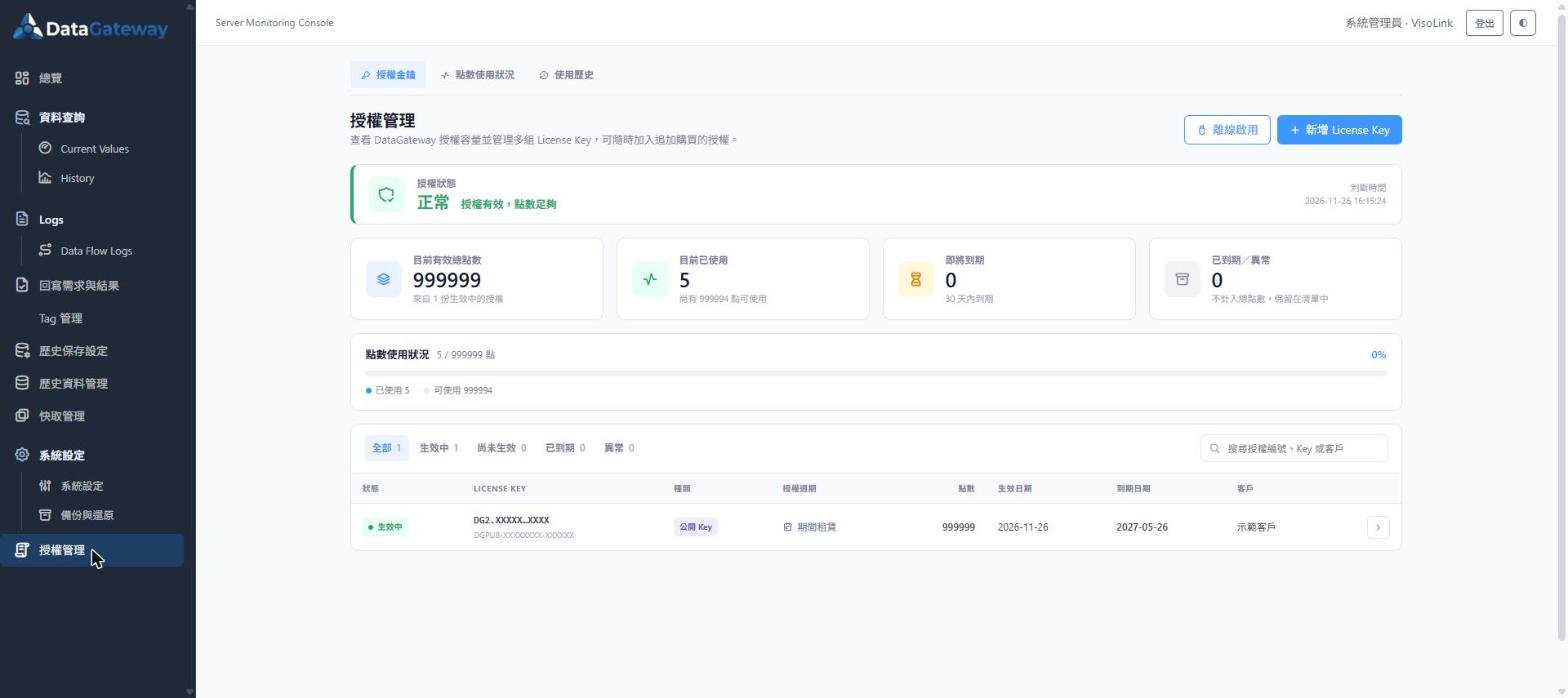 DataGateway
Server Monitoring Console
系統管理員 · VisoLink
登出
總覽
資料查詢
Current Values
History
Logs
Data Flow Logs
回寫需求與結果
Tag 管理
歷史保存設定
歷史資料管理
快取管理
系統設定
系統設定
備份與還原
授權管理
授權金鑰 點數使用狀況 使用歷史
授權管理
查看 DataGateway 授權容量並管理多組 License Key，可隨時加入追加購買的授權。
離線啟用
+ 新增 License Key
授權狀態
正常 授權有效，點數足夠
判斷時間
2026-11-26 16:15:24
目前有效總點數
999999
來自 1 份生效中的授權
目前已使用
5
尚有 999994 點可使用
即將到期
0
30 天內到期
已到期／異常
0
不計入總點數，保留在清單中
點數使用狀況 5 / 999999 點
0%
已使用 5 可使用 999994
全部 1 生效中 1 尚未生效 0 已到期 0 異常 0
搜尋授權編號、Key 或客戶
狀態 LICENSE KEY 種類 授權週期 點數 生效日期 到期日期 客戶
生效中 DG2.XXXXX…XXXX 公開 Key 期間租賃 999999 2026-11-26 2027-05-26 示範客戶
DGPUB-XXXXXXXX-XXXXXX